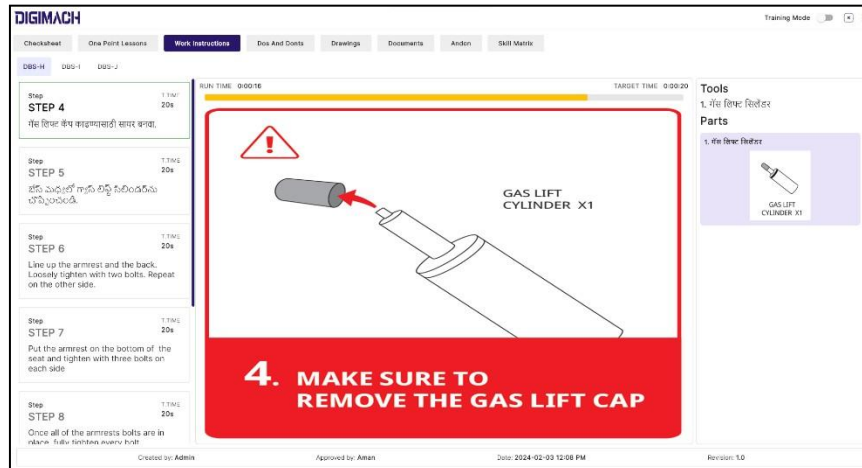 DIGIMACH
Training Mode
Checksheet One Point Lessons Work Instructions Dos And Donts Drawings Documents Andon Skill Matrix
DBS-H DBS-I DBS-J
Step T.TIME
STEP 4 20s
गॅस लिफ्ट कॅप काढण्यासाठी सायर बनवा.
Step T.TIME
STEP 5 20s
బేస్ మధ్యలో గ్యాస్ లిఫ్ట్ సిలిండర్‌ను
చొప్పించండి.
Step T.TIME
STEP 6 20s
Line up the armrest and the back.
Loosely tighten with two bolts. Repeat
on the other side.
Step T.TIME
STEP 7 20s
Put the armrest on the bottom of the
seat and tighten with three bolts on
each side
Step T.TIME
STEP 8 20s
Once all of the armrests bolts are in
place, fully tighten every bolt
RUN TIME 0:00:16 TARGET TIME 0:00:20
GAS LIFT
CYLINDER X1
4. MAKE SURE TO
REMOVE THE GAS LIFT CAP
Tools
1. गॅस लिफ्ट सिलेंडर
Parts
1. गॅस लिफ्ट सिलेंडर
GAS LIFT
CYLINDER X1
Created by: Admin Approved by: Aman Date: 2024-02-03 12:08 PM Revision: 1.0